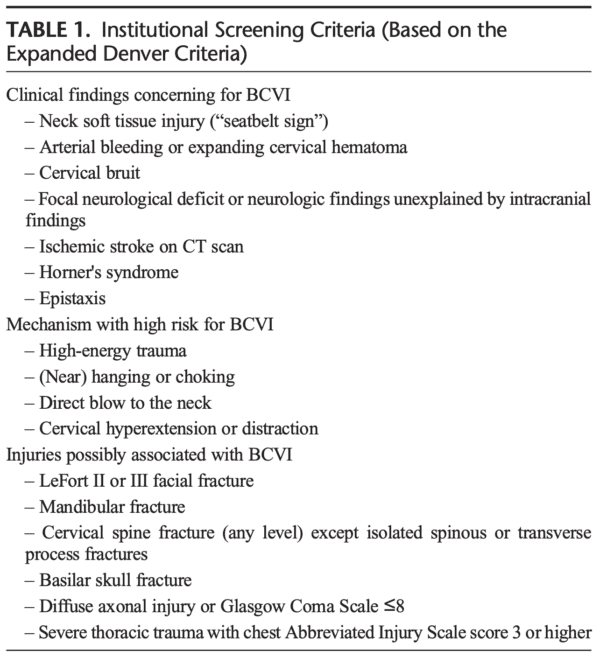 TABLE 1. Institutional Screening Criteria (Based on the
Expanded Denver Criteria)
Clinical findings concerning for BCVI
– Neck soft tissue injury (“seatbelt sign”)
– Arterial bleeding or expanding cervical hematoma
– Cervical bruit
– Focal neurological deficit or neurologic findings unexplained by intracranial
findings
– Ischemic stroke on CT scan
– Horner's syndrome
– Epistaxis
Mechanism with high risk for BCVI
– High-energy trauma
– (Near) hanging or choking
– Direct blow to the neck
– Cervical hyperextension or distraction
Injuries possibly associated with BCVI
– LeFort II or III facial fracture
– Mandibular fracture
– Cervical spine fracture (any level) except isolated spinous or transverse
process fractures
– Basilar skull fracture
– Diffuse axonal injury or Glasgow Coma Scale ≤8
– Severe thoracic trauma with chest Abbreviated Injury Scale score 3 or higher